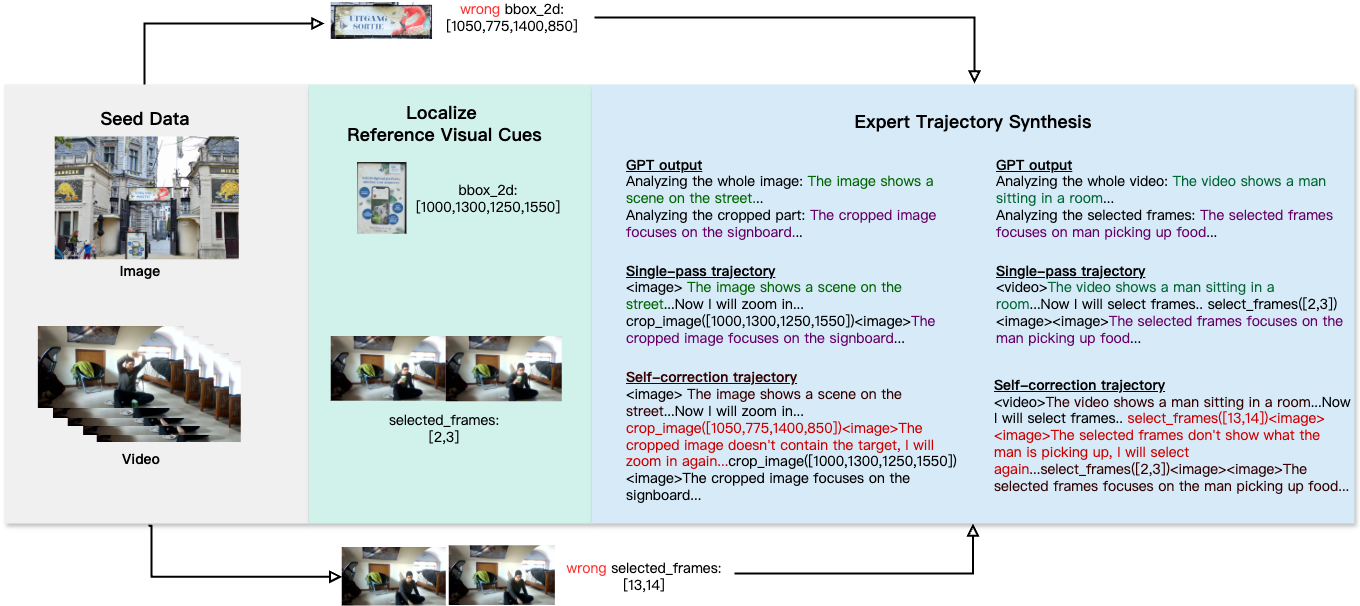 UITGANG
SORTIE
wrong bbox_2d:
[1050,775,1400,850]
Seed Data
Image
Video
Localize
Reference Visual Cues
bbox_2d:
[1000,1300,1250,1550]
selected_frames:
[2,3]
Expert Trajectory Synthesis
GPT output
Analyzing the whole image: The image shows a
scene on the street...
Analyzing the cropped part: The cropped image
focuses on the signboard...
Single-pass trajectory
<image> The image shows a scene on the
street...Now I will zoom in...
crop_image([1000,1300,1250,1550])<image>The
cropped image focuses on the signboard...
Self-correction trajectory
<image> The image shows a scene on the
street...Now I will zoom in...
crop_image([1050,775,1400,850])<image>The
cropped image doesn't contain the target, I will
zoom in again...crop_image([1000,1300,1250,1550])
<image>The cropped image focuses on the
signboard...
GPT output
Analyzing the whole video: The video shows a man
sitting in a room...
Analyzing the selected frames: The selected frames
focuses on man picking up food...
Single-pass trajectory
<video>The video shows a man sitting in a
room...Now I will select frames.. select_frames([2,3])
<image><image>The selected frames focuses on the
man picking up food...
Self-correction trajectory
<video>The video shows a man sitting in a room...Now
I will select frames.. select_frames([13,14])<image>
<image>The selected frames don't show what the
man is picking up, I will select
again...select_frames([2,3])<image><image>The
selected frames focuses on the man picking up food...
wrong selected_frames:
[13,14]